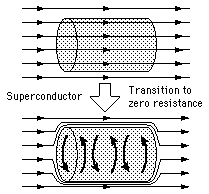 Superconductor
Transition to
zero resistance